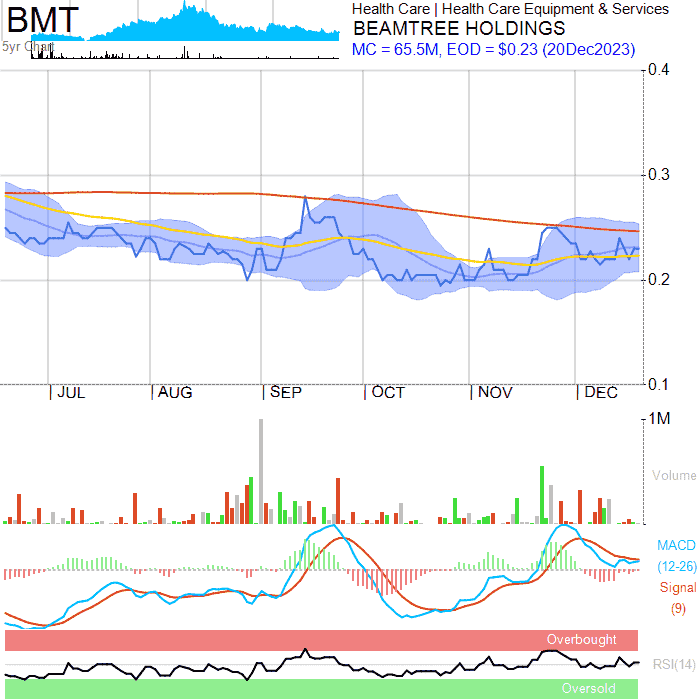 BMT
5yr Chart
Health Care | Health Care Equipment & Services
BEAMTREE HOLDINGS
MC = 65.5M, EOD = $0.23 (20Dec2023)
0.4
0.3
0.2
0.1
JUL AUG SEP OCT NOV DEC
1M
Volume
MACD
(12-26)
Signal
(9)
Overbought
RSI(14)
Oversold